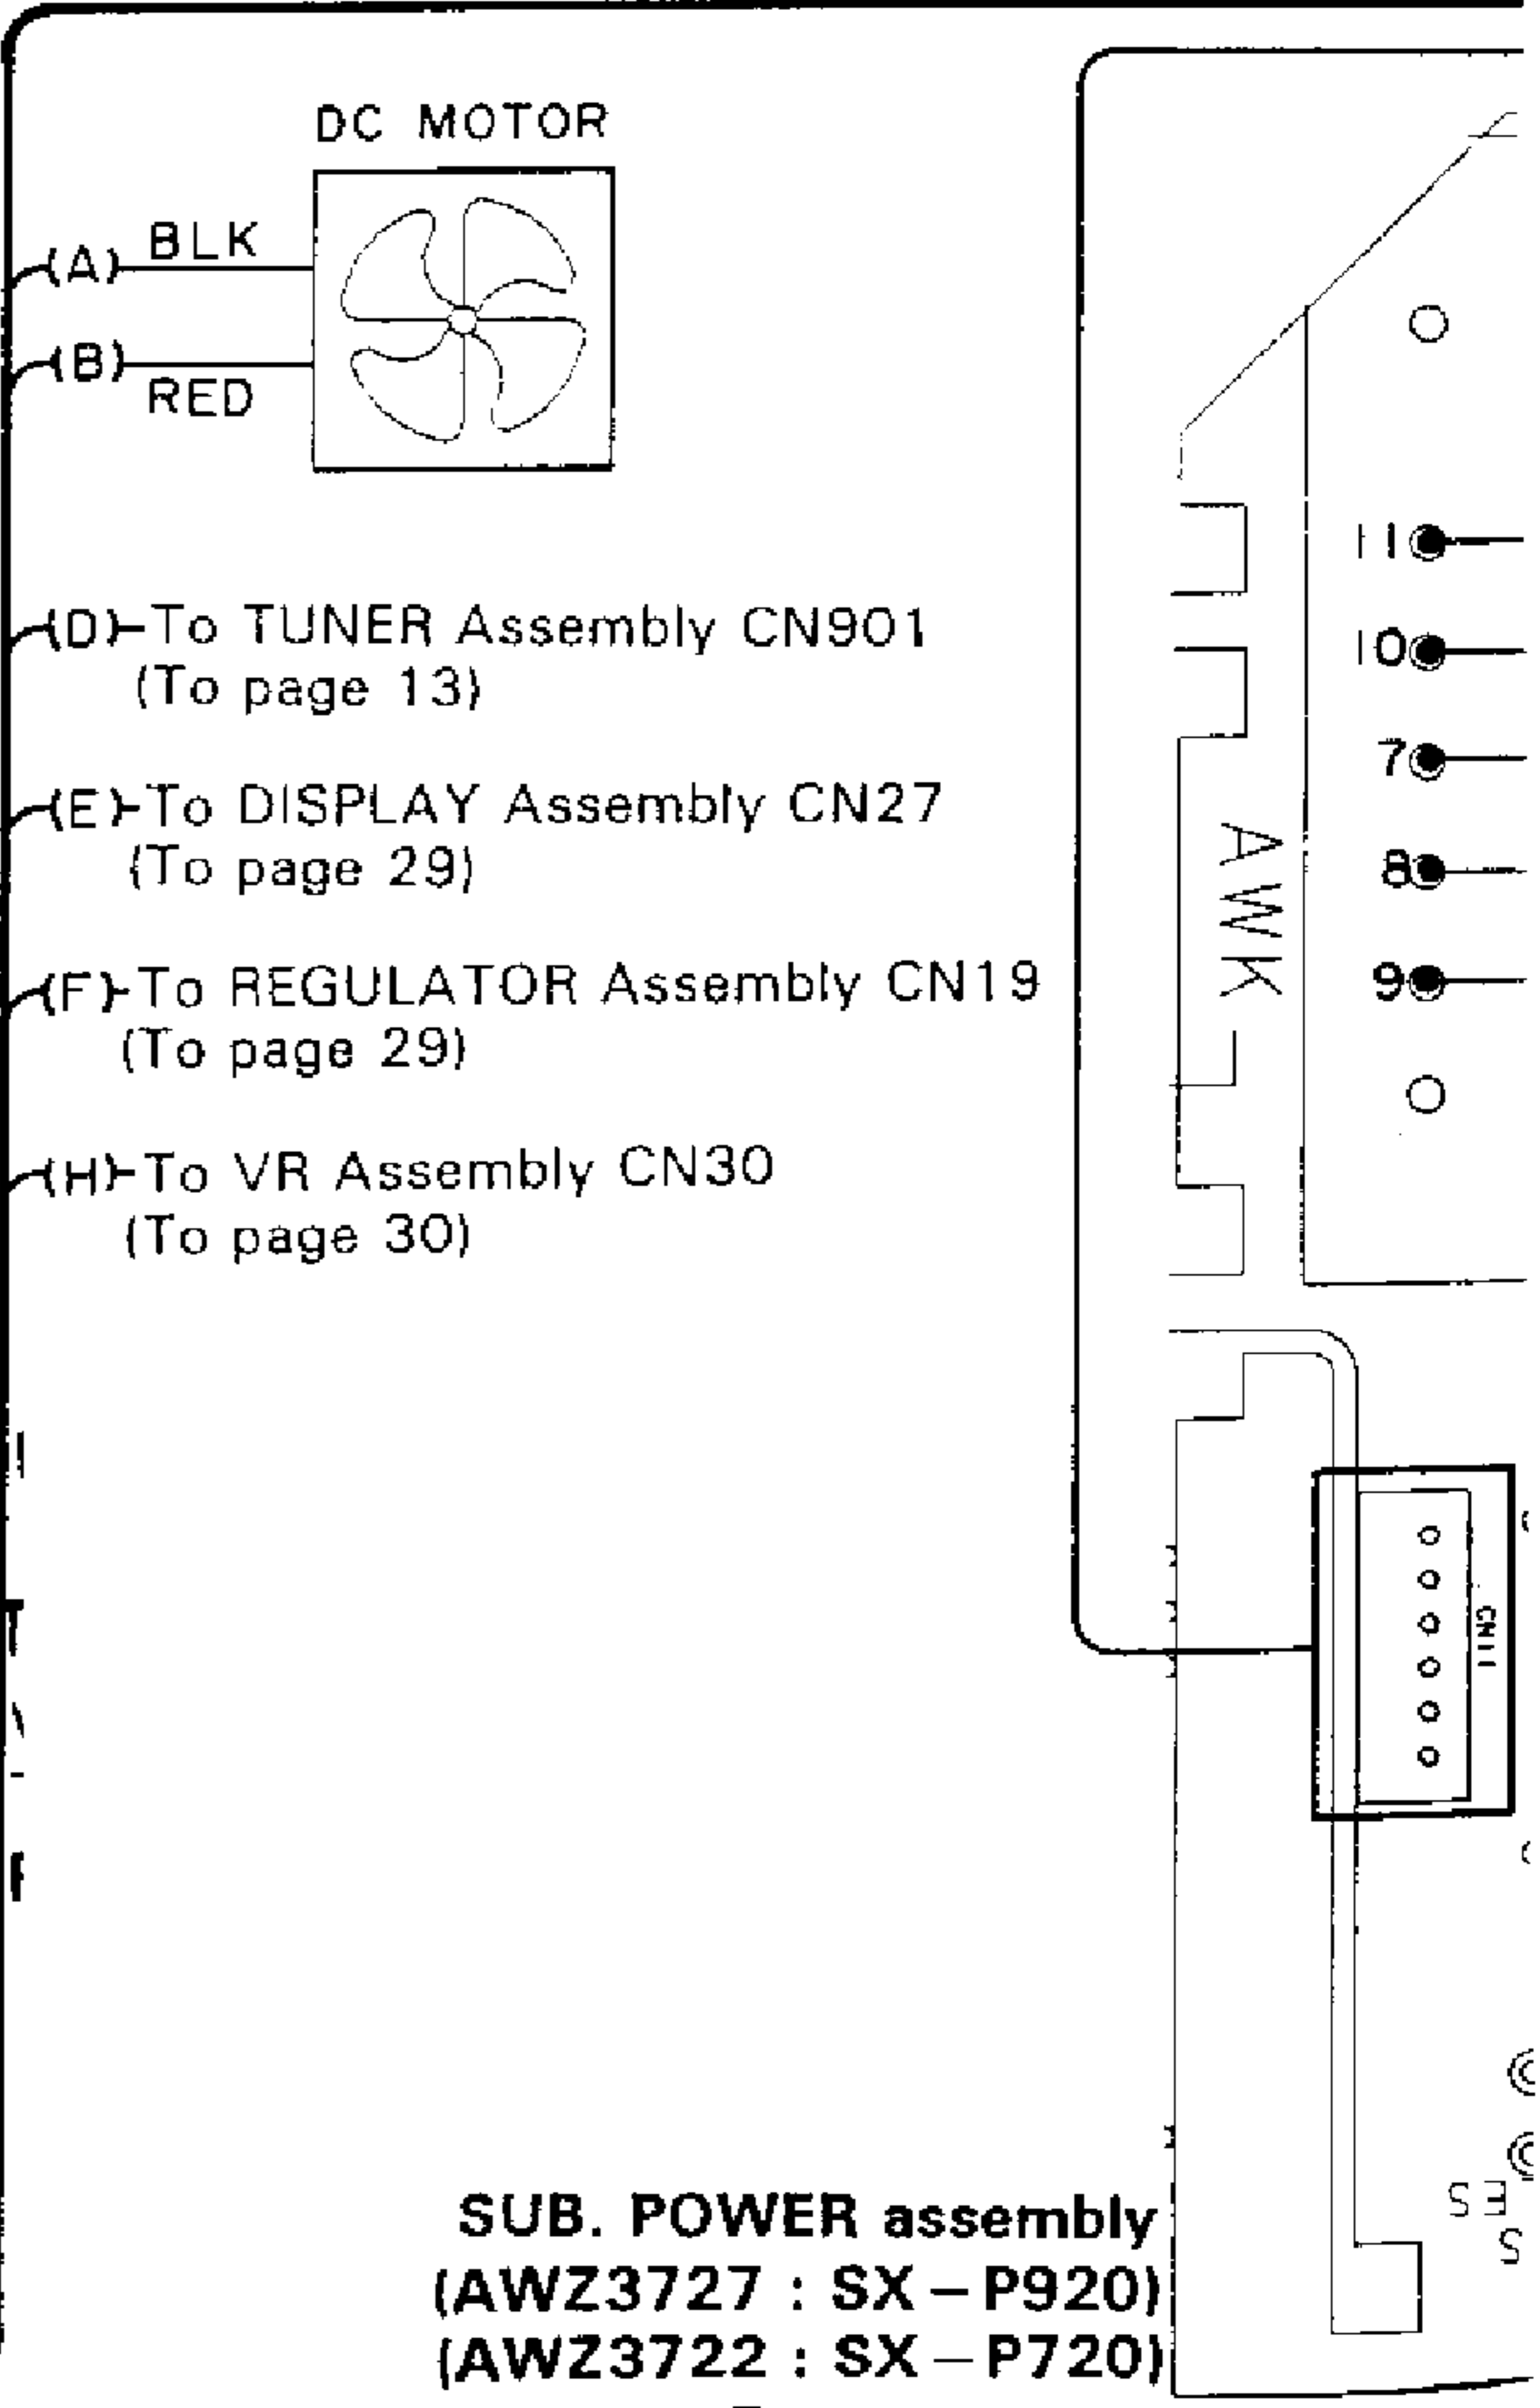 DC MOTOR
(A) BLK
(B) RED
(D) To TUNER Assembly CN901
(To page 13)
(E) To DISPLAY Assembly CN27
(To page 29)
(F) To REGULATOR Assembly CN19
(To page 29)
(H) To VR Assembly CN30
(To page 30)
11
10
7
8
9
AWK
CN11
SUB. POWER assembly
(AWZ3727 : SX-P920)
(AWZ3722 : SX-P720)